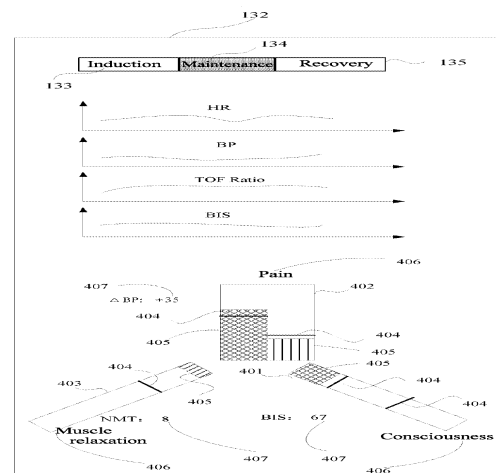 132
134
Induction Maintenance Recovery 135
133
HR
BP
TOF Ratio
BIS
Pain 406
407 402
△ BP: +35
404
404
405
405
401 405
403 404 404
405 404
NMT: 8 BIS: 67
Muscle relaxation Consciousness
406 407 407 406